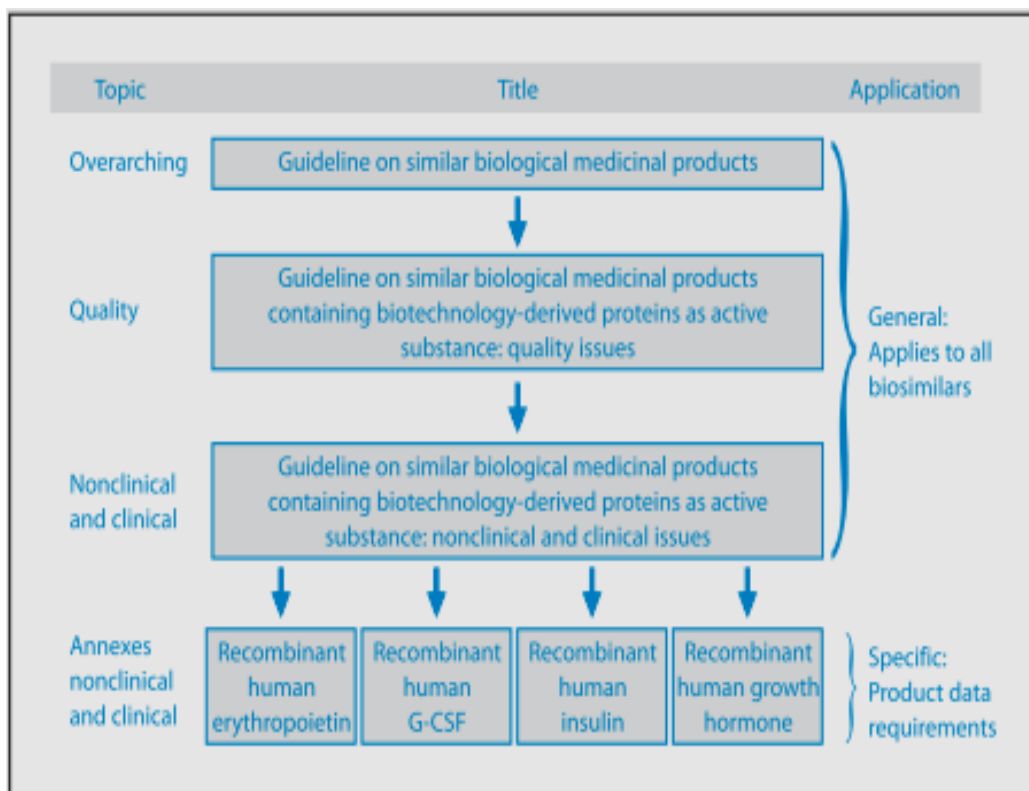 Topic Title Application
Overarching
Guideline on similar biological medicinal products
Quality
Guideline on similar biological medicinal products
containing biotechnology-derived proteins as active
substance: quality issues
General:
Applies to all
biosimilars
Nonclinical
and clinical
Guideline on similar biological medicinal products
containing biotechnology-derived proteins as active
substance: nonclinical and clinical issues
Annexes
nonclinical
and clinical
Recombinant
human
erythropoietin
Recombinant
human
G-CSF
Recombinant
human
insulin
Recombinant
human growth
hormone
Specific:
Product data
requirements